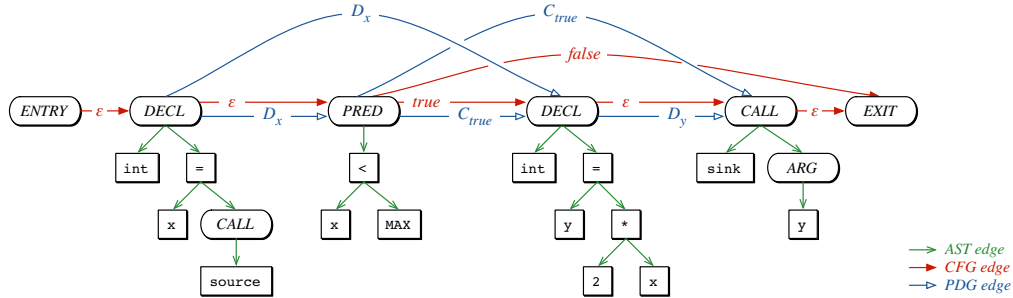 D_x C_true
false
ENTRY ε DECL ε PRED true DECL ε CALL ε EXIT
D_x C_true D_y
int = < int = sink ARG
x CALL x MAX y * y
source 2 x
AST edge
CFG edge
PDG edge